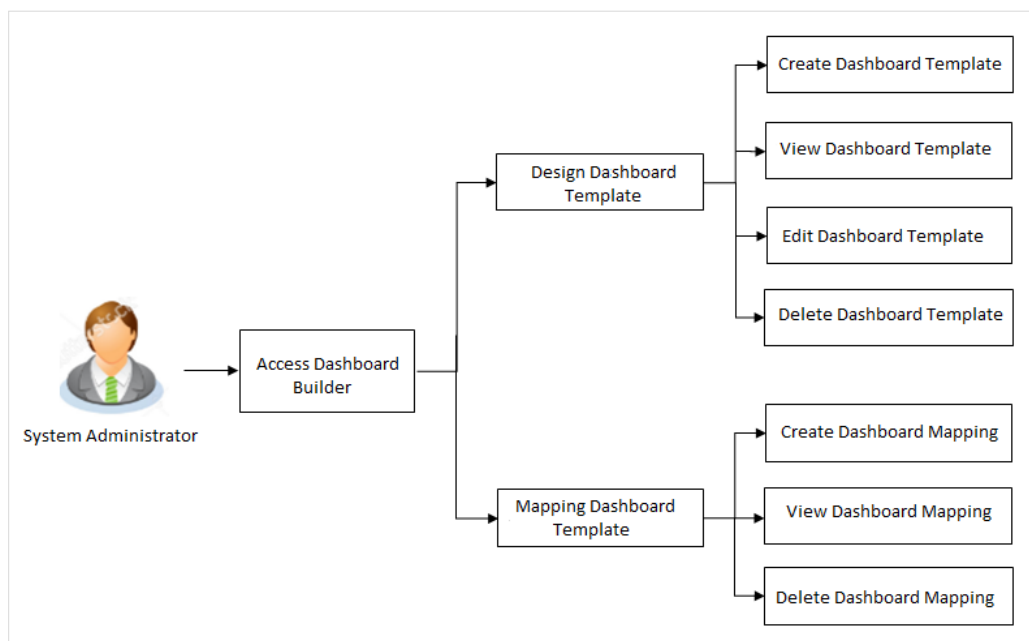 Create Dashboard Template
View Dashboard Template
Design Dashboard
Template
Edit Dashboard Template
Delete Dashboard Template
Access Dashboard
Builder
System Administrator
Create Dashboard Mapping
Mapping Dashboard
Template
View Dashboard Mapping
Delete Dashboard Mapping